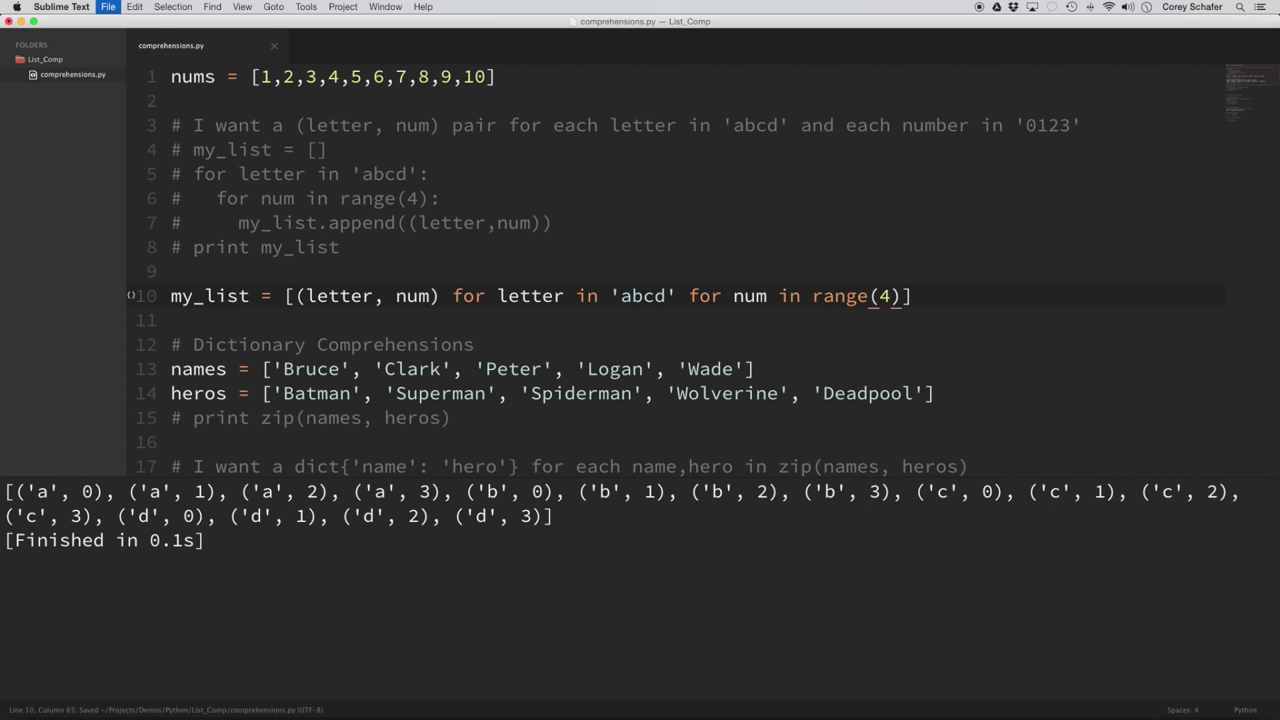 Sublime Text File Edit Selection Find View Goto Tools Project Window Help Corey Schafer
comprehensions.py — List_Comp
FOLDERS
List_Comp
comprehensions.py
comprehensions.py
1 nums = [1,2,3,4,5,6,7,8,9,10]
2
3 # I want a (letter, num) pair for each letter in 'abcd' and each number in '0123'
4 # my_list = []
5 # for letter in 'abcd':
6 #   for num in range(4):
7 #     my_list.append((letter,num))
8 # print my_list
9
10 my_list = [(letter, num) for letter in 'abcd' for num in range(4)]
11
12 # Dictionary Comprehensions
13 names = ['Bruce', 'Clark', 'Peter', 'Logan', 'Wade']
14 heros = ['Batman', 'Superman', 'Spiderman', 'Wolverine', 'Deadpool']
15 # print zip(names, heros)
16
17 # I want a dict{'name': 'hero'} for each name,hero in zip(names, heros)
[('a', 0), ('a', 1), ('a', 2), ('a', 3), ('b', 0), ('b', 1), ('b', 2), ('b', 3), ('c', 0), ('c', 1), ('c', 2),
('c', 3), ('d', 0), ('d', 1), ('d', 2), ('d', 3)]
[Finished in 0.1s]
Line 10, Column 65; Saved ~/Projects/Demos/Python/List_Comp/comprehensions.py (UTF-8) Spaces: 4 Python